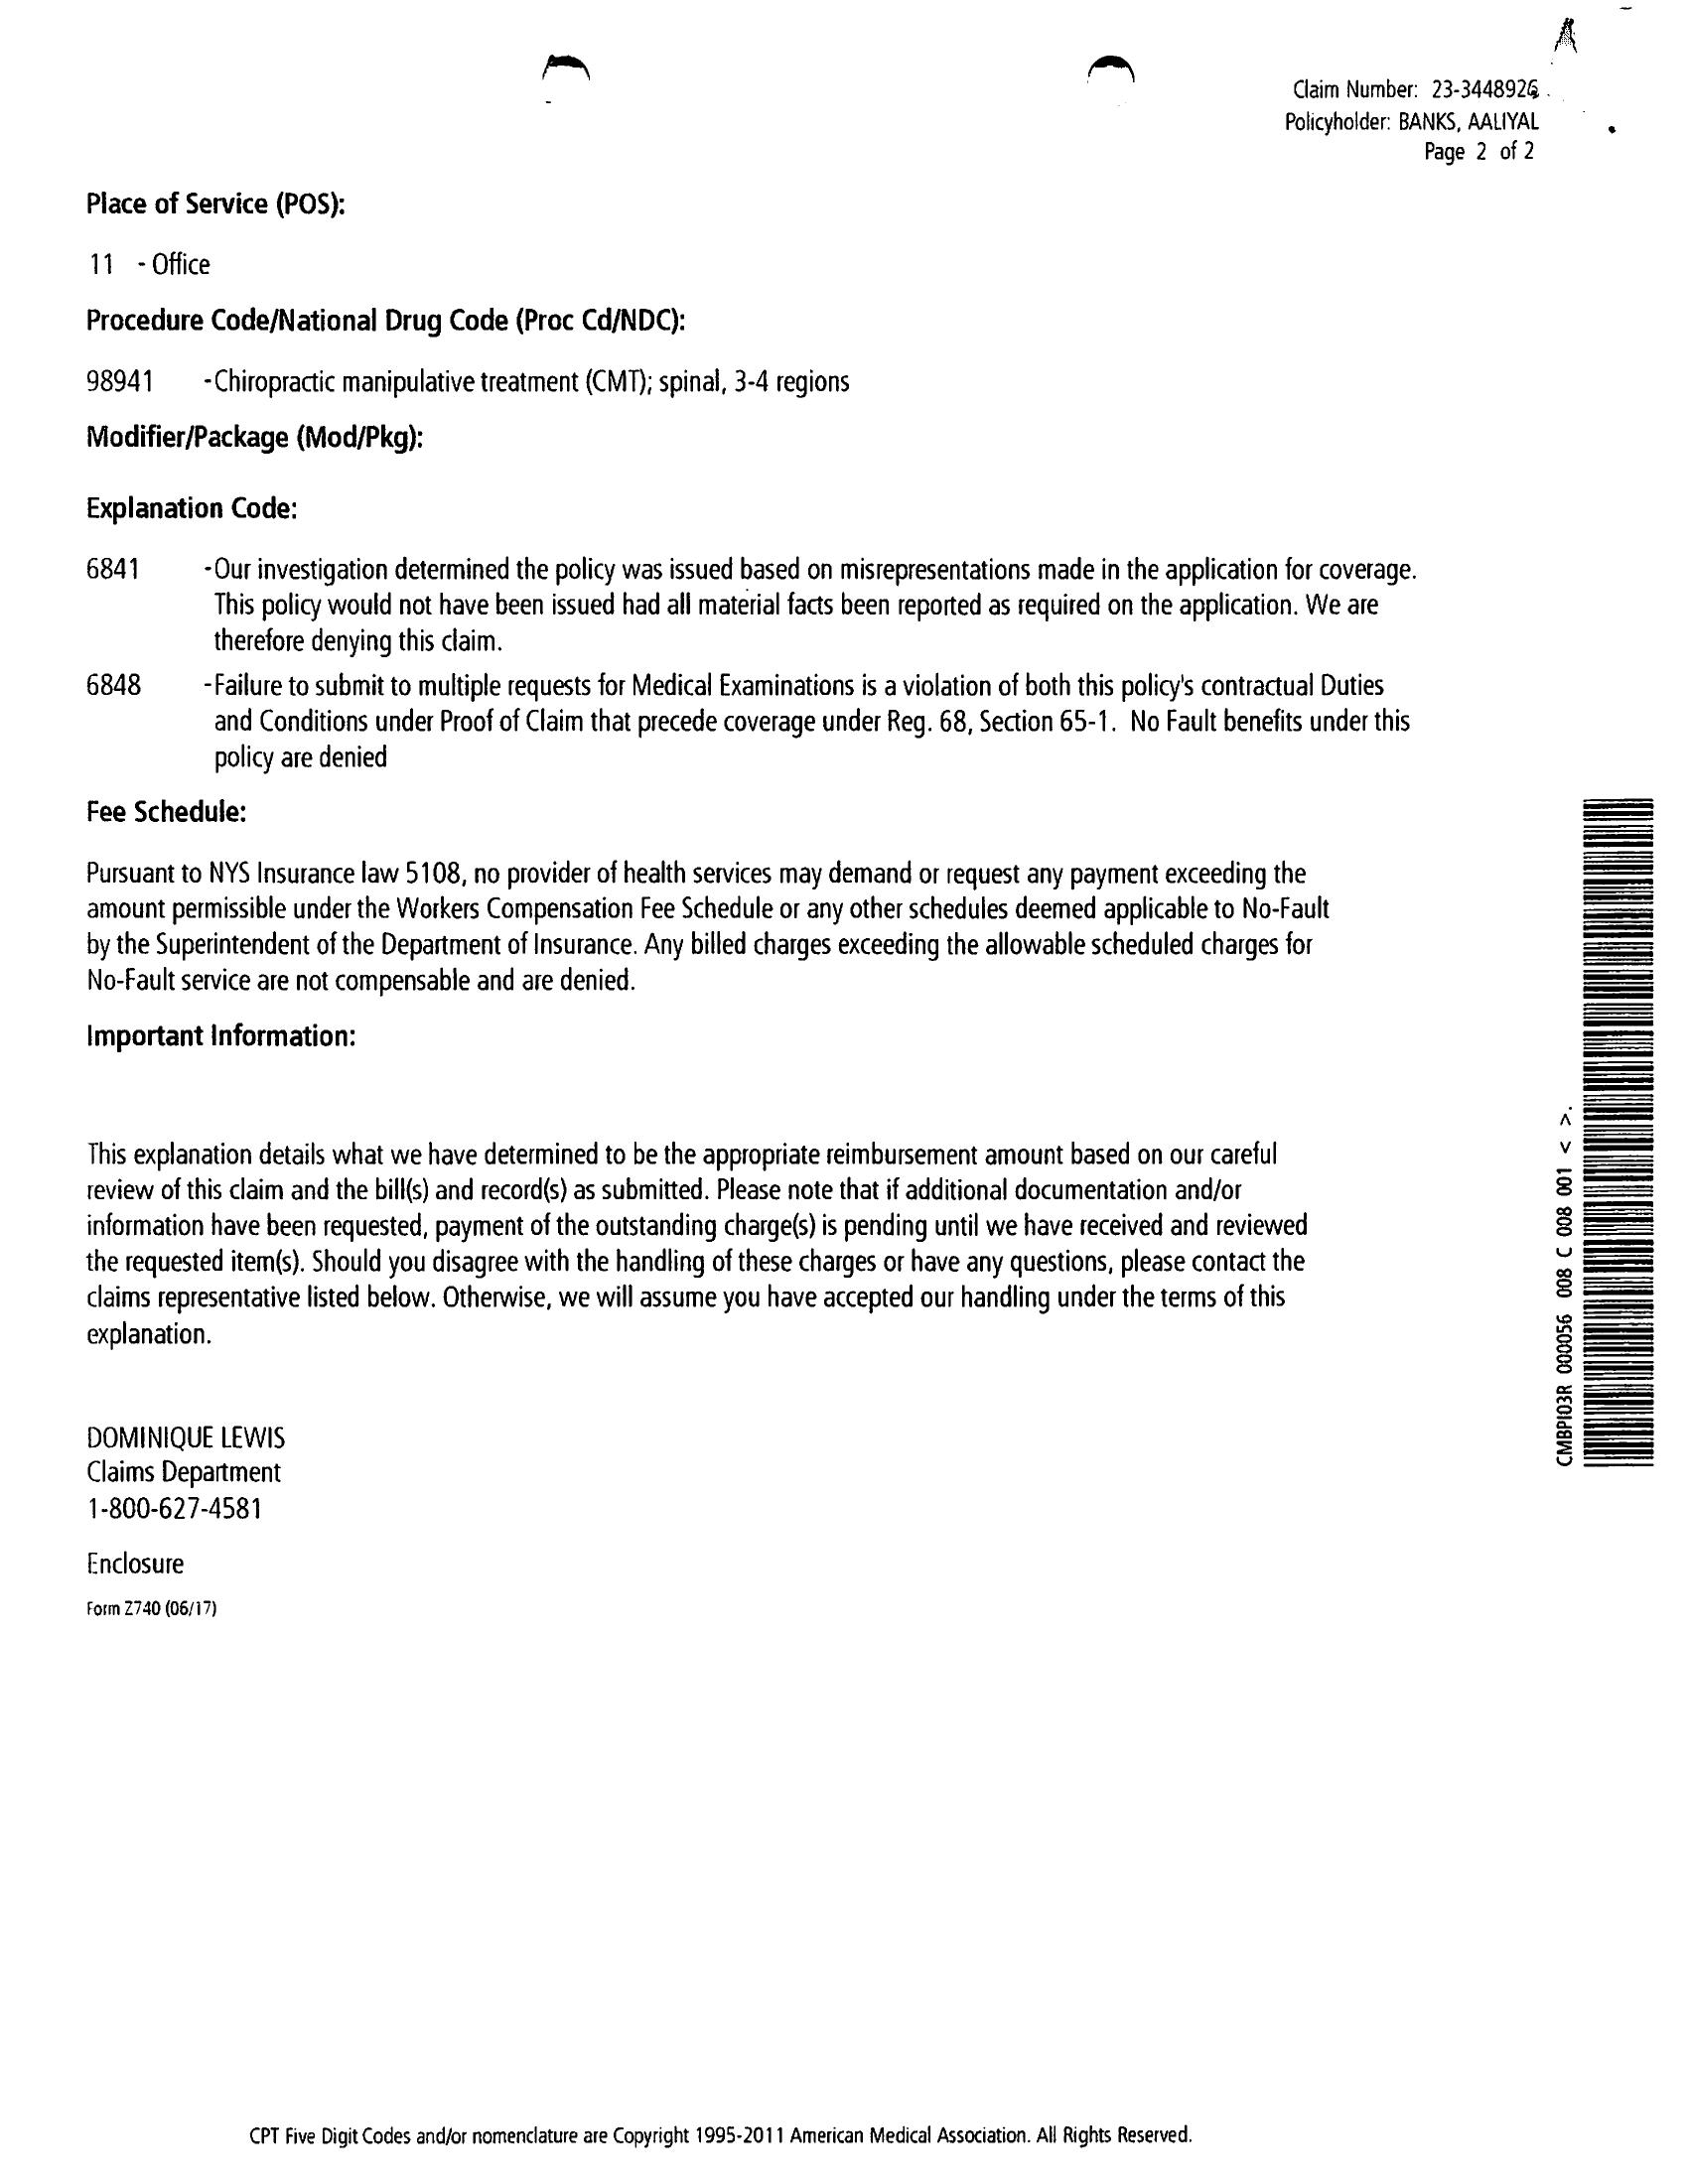 Claim Number: 23-3448926
Policyholder: BANKS, AALIYAL
Page 2 of 2
Place of Service (POS):
11 - Office
Procedure Code/National Drug Code (Proc Cd/NDC):
98941 -Chiropractic manipulative treatment (CMT); spinal, 3-4 regions
Modifier/Package (Mod/Pkg):
Explanation Code:
6841 -Our investigation determined the policy was issued based on misrepresentations made in the application for coverage.
This policy would not have been issued had all material facts been reported as required on the application. We are
therefore denying this claim.
6848 -Failure to submit to multiple requests for Medical Examinations is a violation of both this policy's contractual Duties
and Conditions under Proof of Claim that precede coverage under Reg. 68, Section 65-1. No Fault benefits under this
policy are denied
Fee Schedule:
Pursuant to NYS Insurance law 5108, no provider of health services may demand or request any payment exceeding the
amount permissible under the Workers Compensation Fee Schedule or any other schedules deemed applicable to No-Fault
by the Superintendent of the Department of Insurance. Any billed charges exceeding the allowable scheduled charges for
No-Fault service are not compensable and are denied.
Important Information:
This explanation details what we have determined to be the appropriate reimbursement amount based on our careful
review of this claim and the bill(s) and record(s) as submitted. Please note that if additional documentation and/or
information have been requested, payment of the outstanding charge(s) is pending until we have received and reviewed
the requested item(s). Should you disagree with the handling of these charges or have any questions, please contact the
claims representative listed below. Otherwise, we will assume you have accepted our handling under the terms of this
explanation.
CMBPI03R 000056 008 C 008 001 < >
DOMINIQUE LEWIS
Claims Department
1-800-627-4581
Enclosure
Form Z740 (06/17)
CPT Five Digit Codes and/or nomenclature are Copyright 1995-2011 American Medical Association. All Rights Reserved.